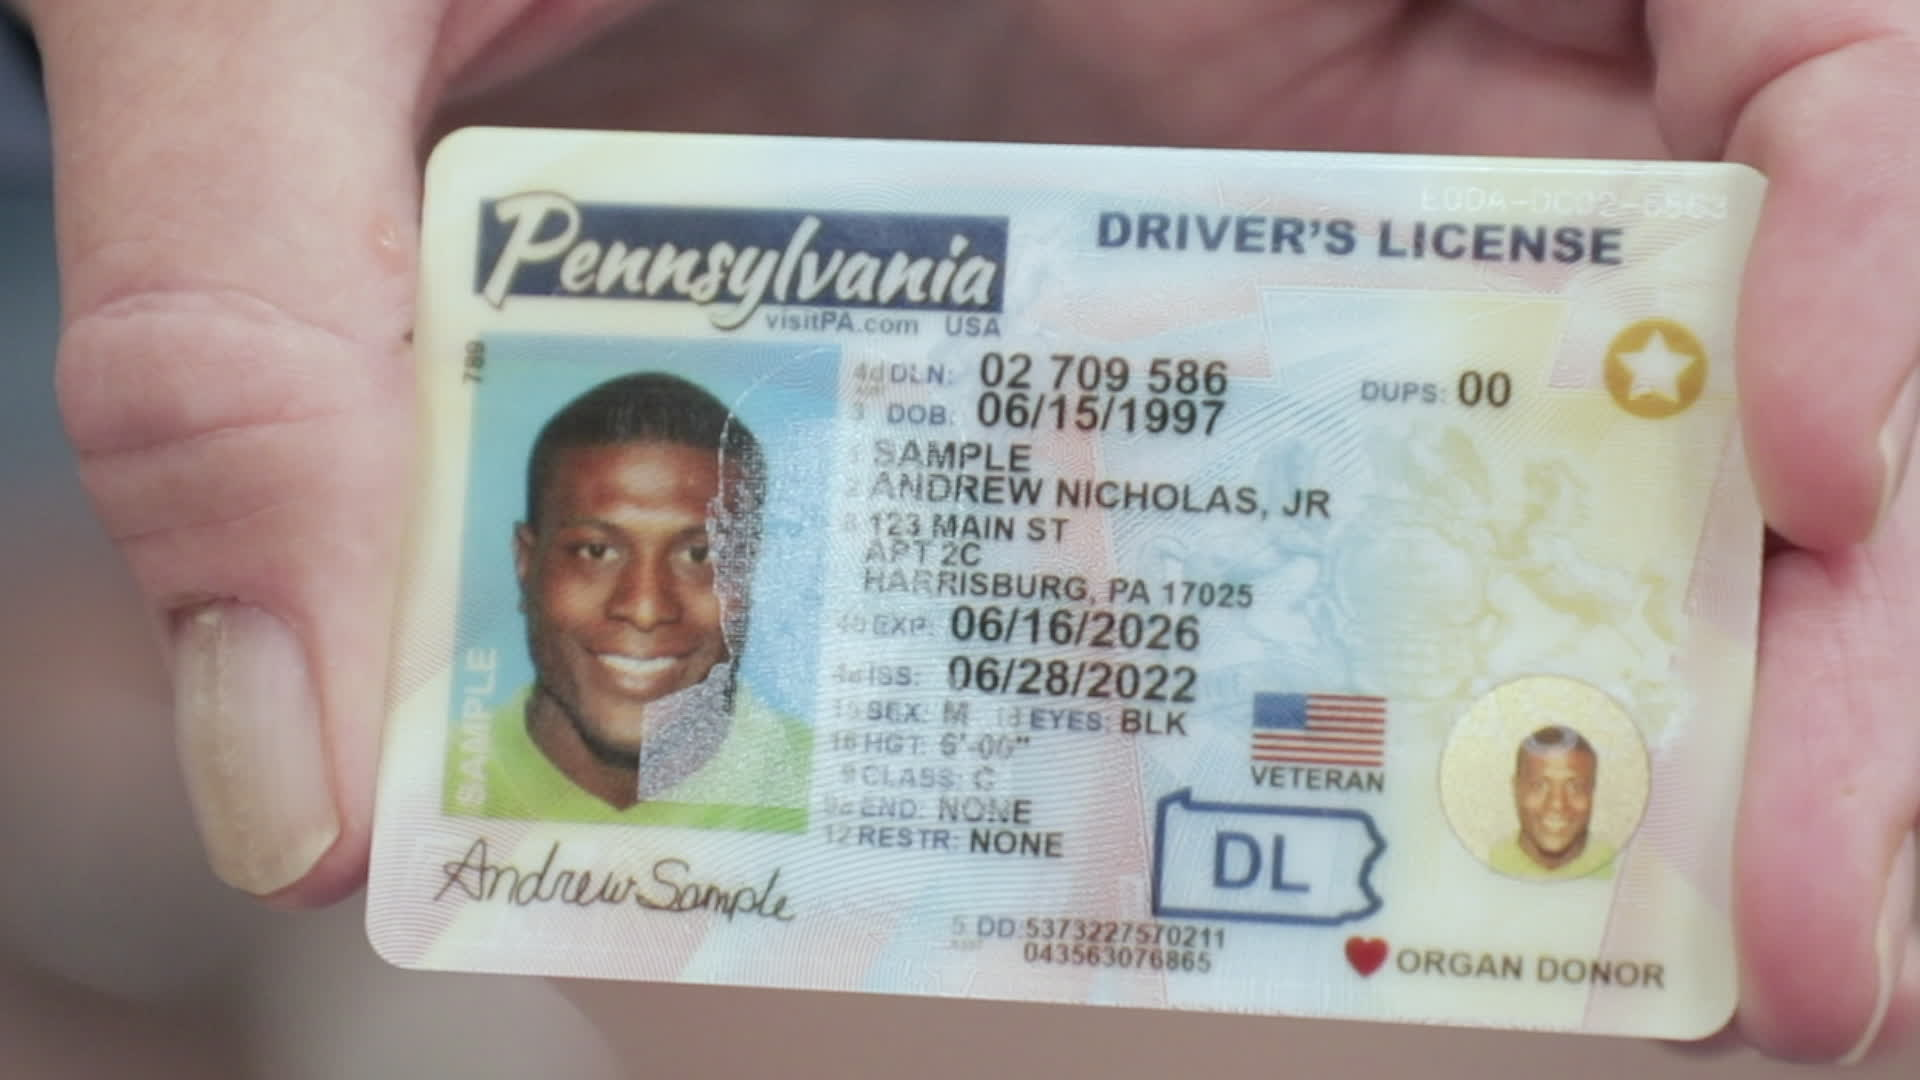 Pennsylvania
visitPA.com USA
DRIVER'S LICENSE
789
4d DLN: 02 709 586
DUPS: 00
3 DOB: 06/15/1997
1 SAMPLE
2 ANDREW NICHOLAS, JR
8 123 MAIN ST
APT 2C
HARRISBURG, PA 17025
4b EXP: 06/16/2026
4a ISS: 06/28/2022
15 SEX: M 18 EYES: BLK
16 HGT: 6'-00"
9 CLASS: C
9a END: NONE
12 RESTR: NONE
SAMPLE
Andrew Sample
VETERAN
DL
5 DD: 5373227570211
043563076865
ORGAN DONOR